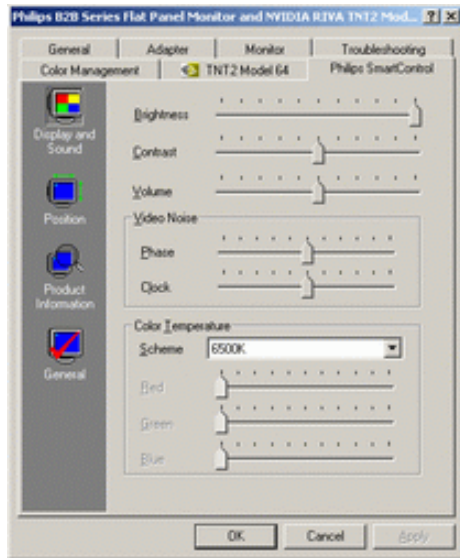 Philips B2B Series Flat Panel Monitor and NVIDIA RIVA TNT2 Mod...
General Adapter Monitor Troubleshooting
Color Management TNT2 Model 64 Philips SmartControl
Display and
Sound
Position
Product
Information
General
Brightness
Contrast
Volume
Video Noise
Phase
Clock
Color Temperature
Scheme 6500K
Red
Green
Blue
OK Cancel Apply